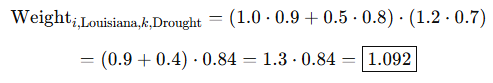 Weight_{i,Louisiana,k,Drought} = (1.0 · 0.9 + 0.5 · 0.8) · (1.2 · 0.7)
= (0.9 + 0.4) · 0.84 = 1.3 · 0.84 = 1.092